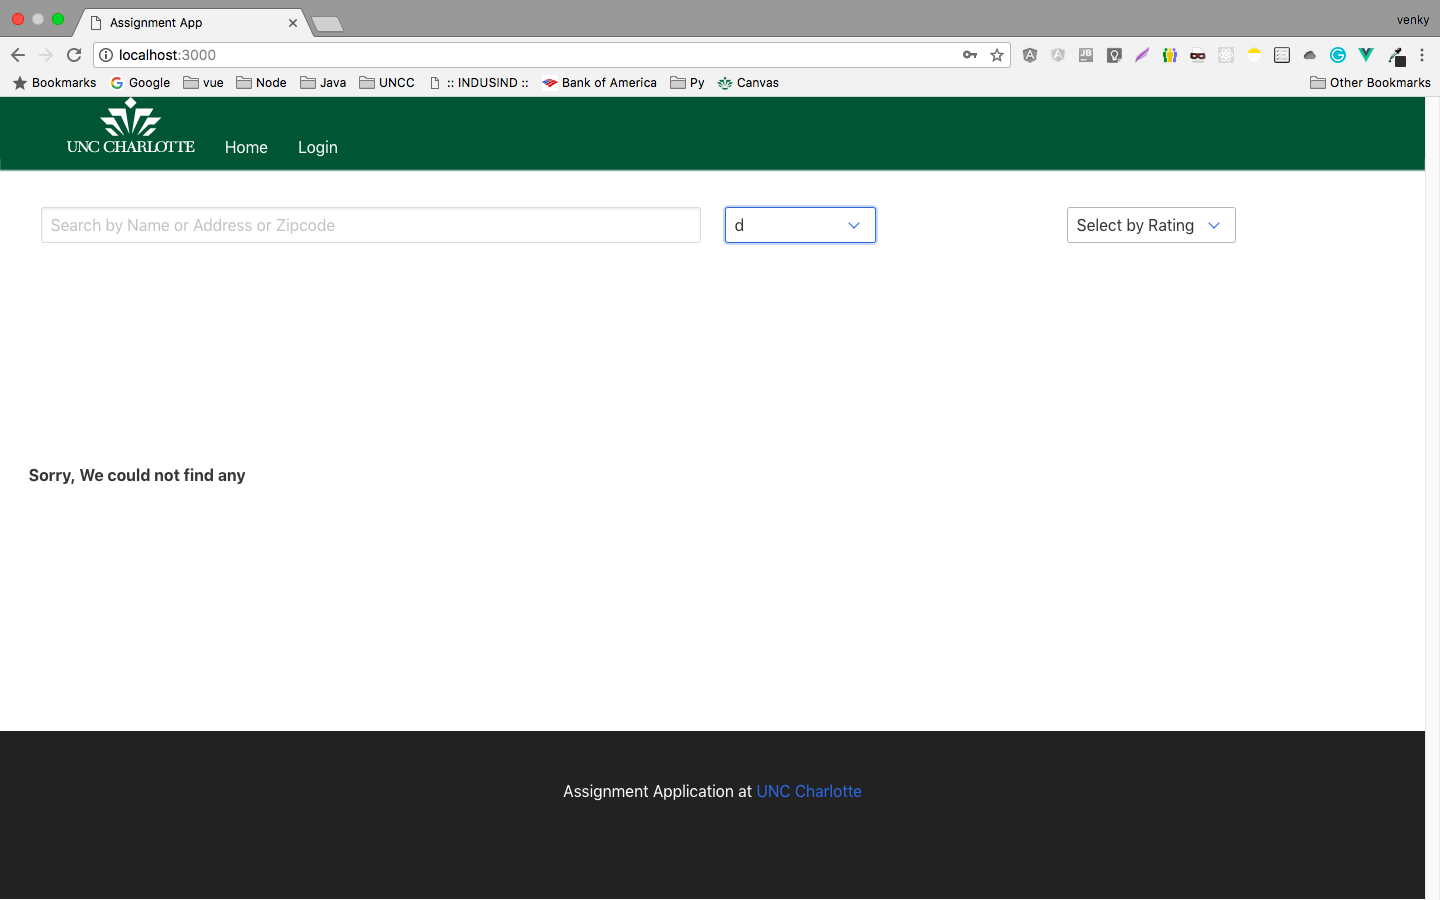 Assignment App
venky
localhost:3000
Bookmarks Google vue Node Java UNCC :: INDUSIND :: Bank of America Py Canvas Other Bookmarks
UNC CHARLOTTE Home Login
Search by Name or Address or Zipcode d Select by Rating
Sorry, We could not find any
Assignment Application at UNC Charlotte